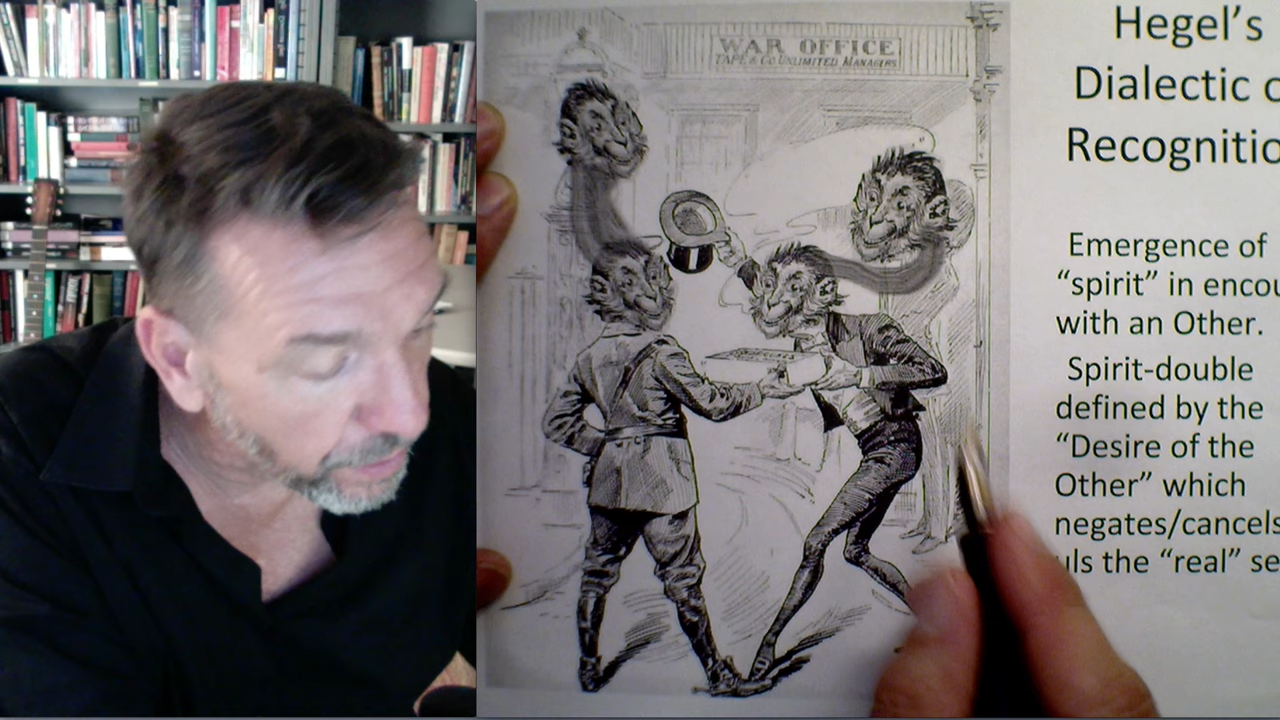 WAR OFFICE
TAPE & CO UNLIMITED MANAGERS
Hegel's
Dialectic
Recognitio
Emergence of
“spirit” in encou
with an Other.
Spirit-double
defined by the
“Desire of the
Other” which
negates/cancels
uls the “real” se